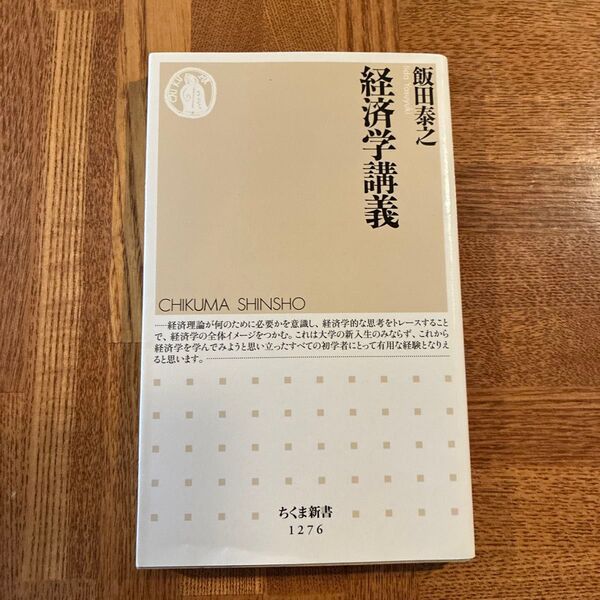 飯田泰之
Iida Yasuyuki
経済学講義
CHIKUMA SHINSHO
……経済理論が何のために必要かを意識し、経済学的な思考をトレースすること
で、経済学の全体イメージをつかむ。これは大学の新入生のみならず、これから
経済学を学んでみようと思い立ったすべての初学者にとって有用な経験となりえ
ると思います。……
ちくま新書
1276